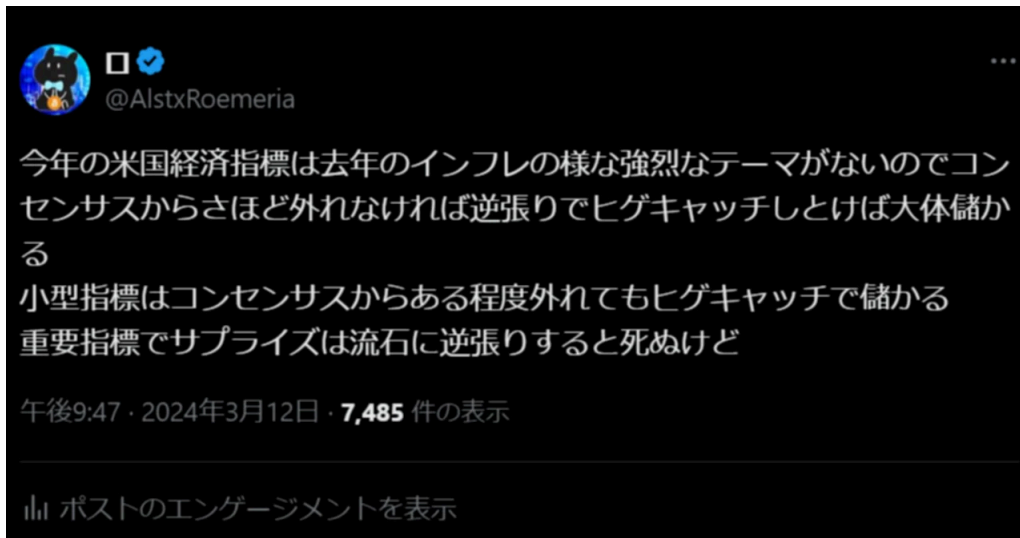 口
@AlstxRoemeria
今年の米国経済指標は去年のインフレの様な強烈なテーマがないのでコン
センサスからさほど外れなければ逆張りでヒゲキャッチしとけば大体儲か
る
小型指標はコンセンサスからある程度外れてもヒゲキャッチで儲かる
重要指標でサプライズは流石に逆張りすると死ぬけど
午後9:47 · 2024年3月12日 · 7,485 件の表示
ポストのエンゲージメントを表示